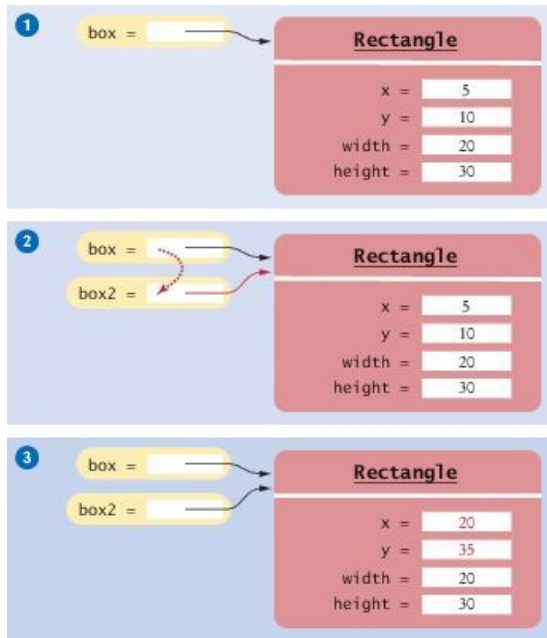 1
box =
Rectangle
x = 5
y = 10
width = 20
height = 30
2
box =
box2 =
Rectangle
x = 5
y = 10
width = 20
height = 30
3
box =
box2 =
Rectangle
x = 20
y = 35
width = 20
height = 30